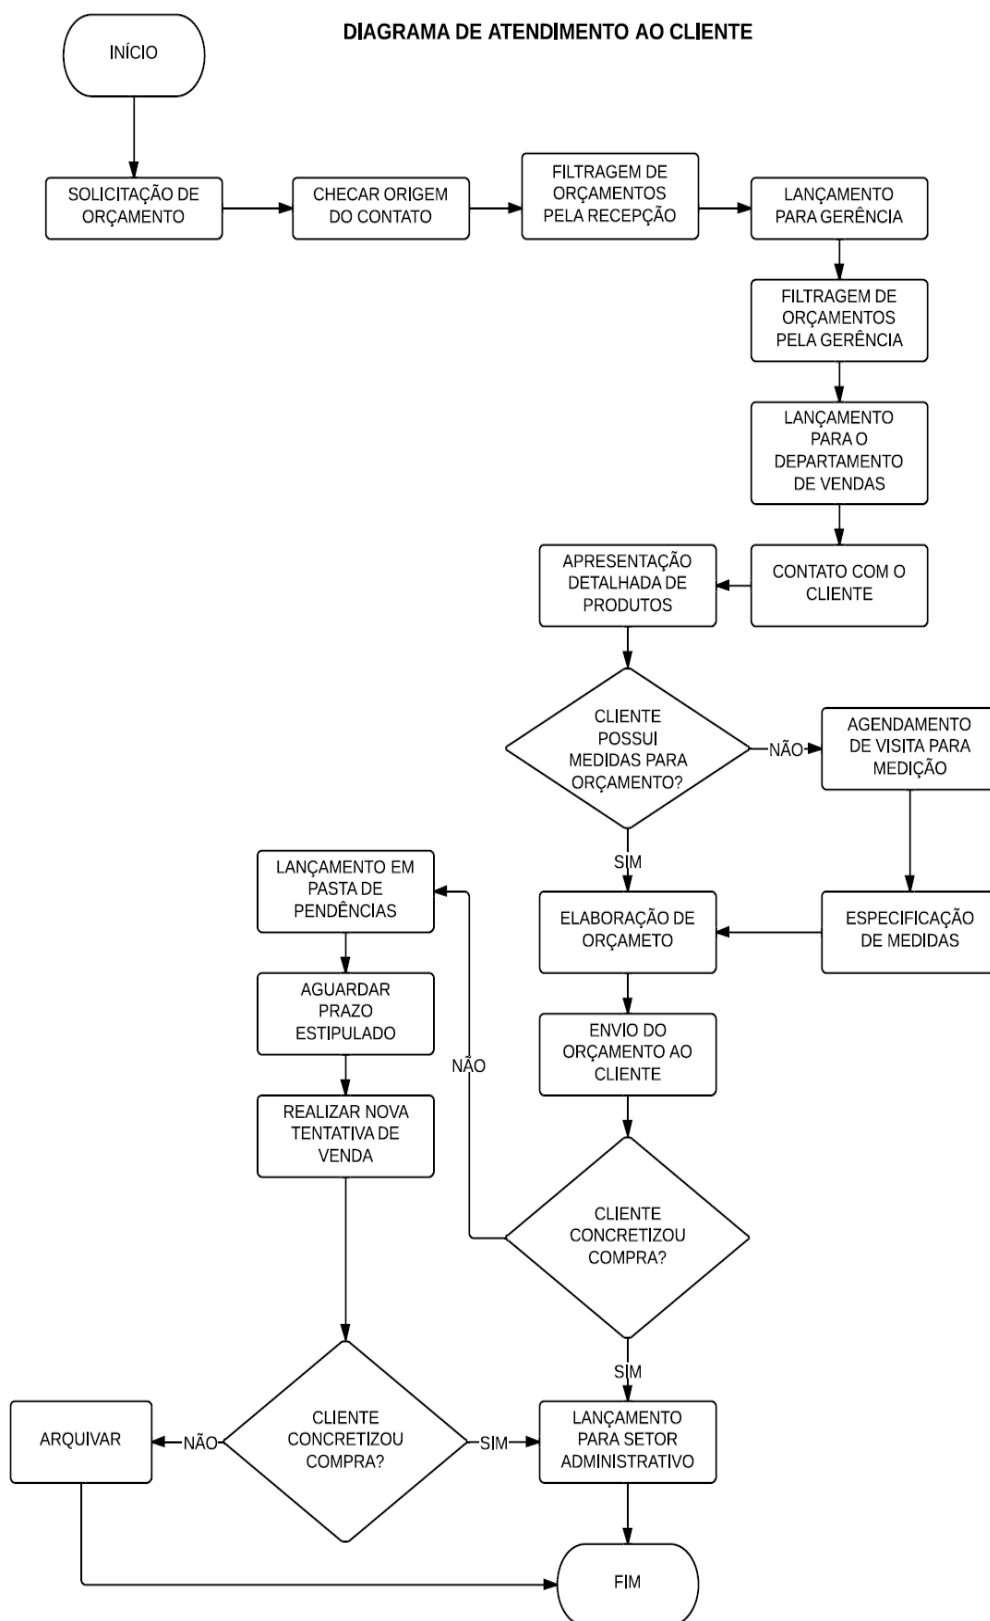 DIAGRAMA DE ATENDIMENTO AO CLIENTE
INÍCIO
SOLICITAÇÃO DE
ORÇAMENTO
CHECAR ORIGEM
DO CONTATO
FILTRAGEM DE
ORÇAMENTOS
PELA RECEPÇÃO
LANÇAMENTO
PARA GERÊNCIA
FILTRAGEM DE
ORÇAMENTOS
PELA GERÊNCIA
LANÇAMENTO
PARA O
DEPARTAMENTO
DE VENDAS
CONTATO COM O
CLIENTE
APRESENTAÇÃO
DETALHADA DE
PRODUTOS
CLIENTE
POSSUI
MEDIDAS PARA
ORÇAMENTO?
NÃO
AGENDAMENTO
DE VISITA PARA
MEDIÇÃO
ESPECIFICAÇÃO
DE MEDIDAS
SIM
ELABORAÇÃO DE
ORÇAMETO
ENVIO DO
ORÇAMENTO AO
CLIENTE
CLIENTE
CONCRETIZOU
COMPRA?
NÃO
LANÇAMENTO EM
PASTA DE
PENDÊNCIAS
AGUARDAR
PRAZO
ESTIPULADO
REALIZAR NOVA
TENTATIVA DE
VENDA
CLIENTE
CONCRETIZOU
COMPRA?
NÃO
ARQUIVAR
SIM
SIM
LANÇAMENTO
PARA SETOR
ADMINISTRATIVO
FIM